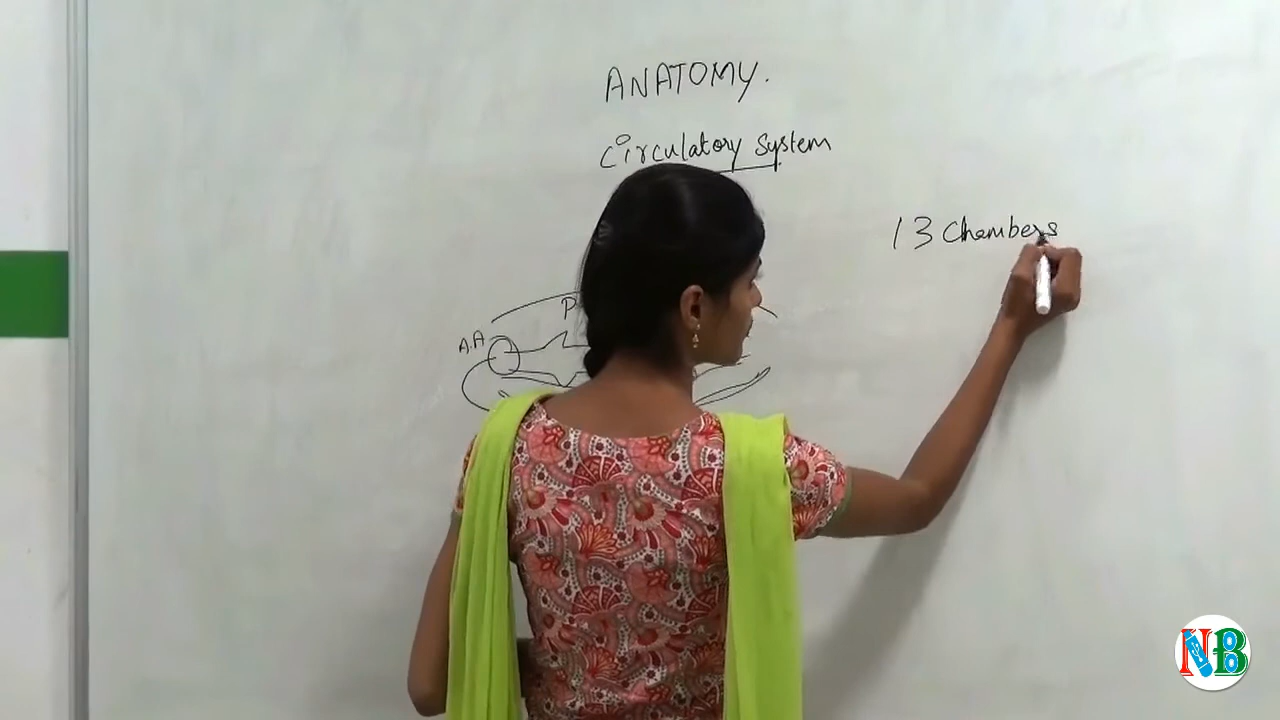 ANATOMY.
Circulatory System
13 Chambers
P
A.A
NB